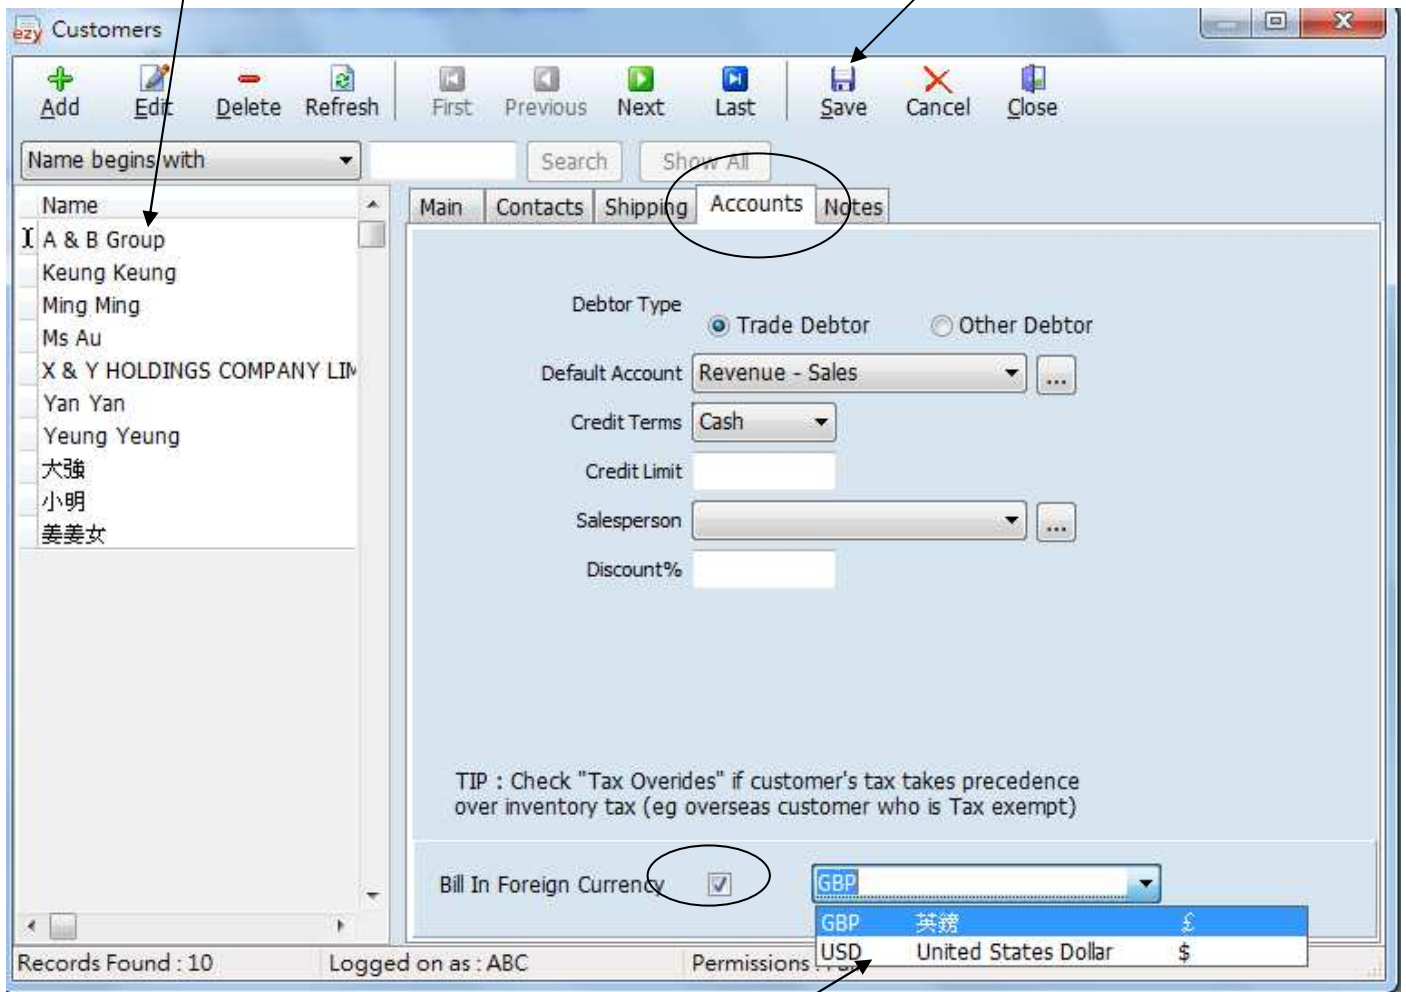 ezy Customers
Add Edit Delete Refresh First Previous Next Last Save Cancel Close
Name begins with Search Show All
Name
A & B Group
Keung Keung
Ming Ming
Ms Au
X & Y HOLDINGS COMPANY LIM
Yan Yan
Yeung Yeung
大強
小明
姜姜女
Main Contacts Shipping Accounts Notes
Debtor Type
Trade Debtor Other Debtor
Default Account Revenue - Sales ...
Credit Terms Cash
Credit Limit
Salesperson ...
Discount%
TIP : Check "Tax Overides" if customer's tax takes precedence
over inventory tax (eg overseas customer who is Tax exempt)
Bill In Foreign Currency GBP
GBP 英鎊 £
USD United States Dollar $
Records Found : 10 Logged on as : ABC Permissions :